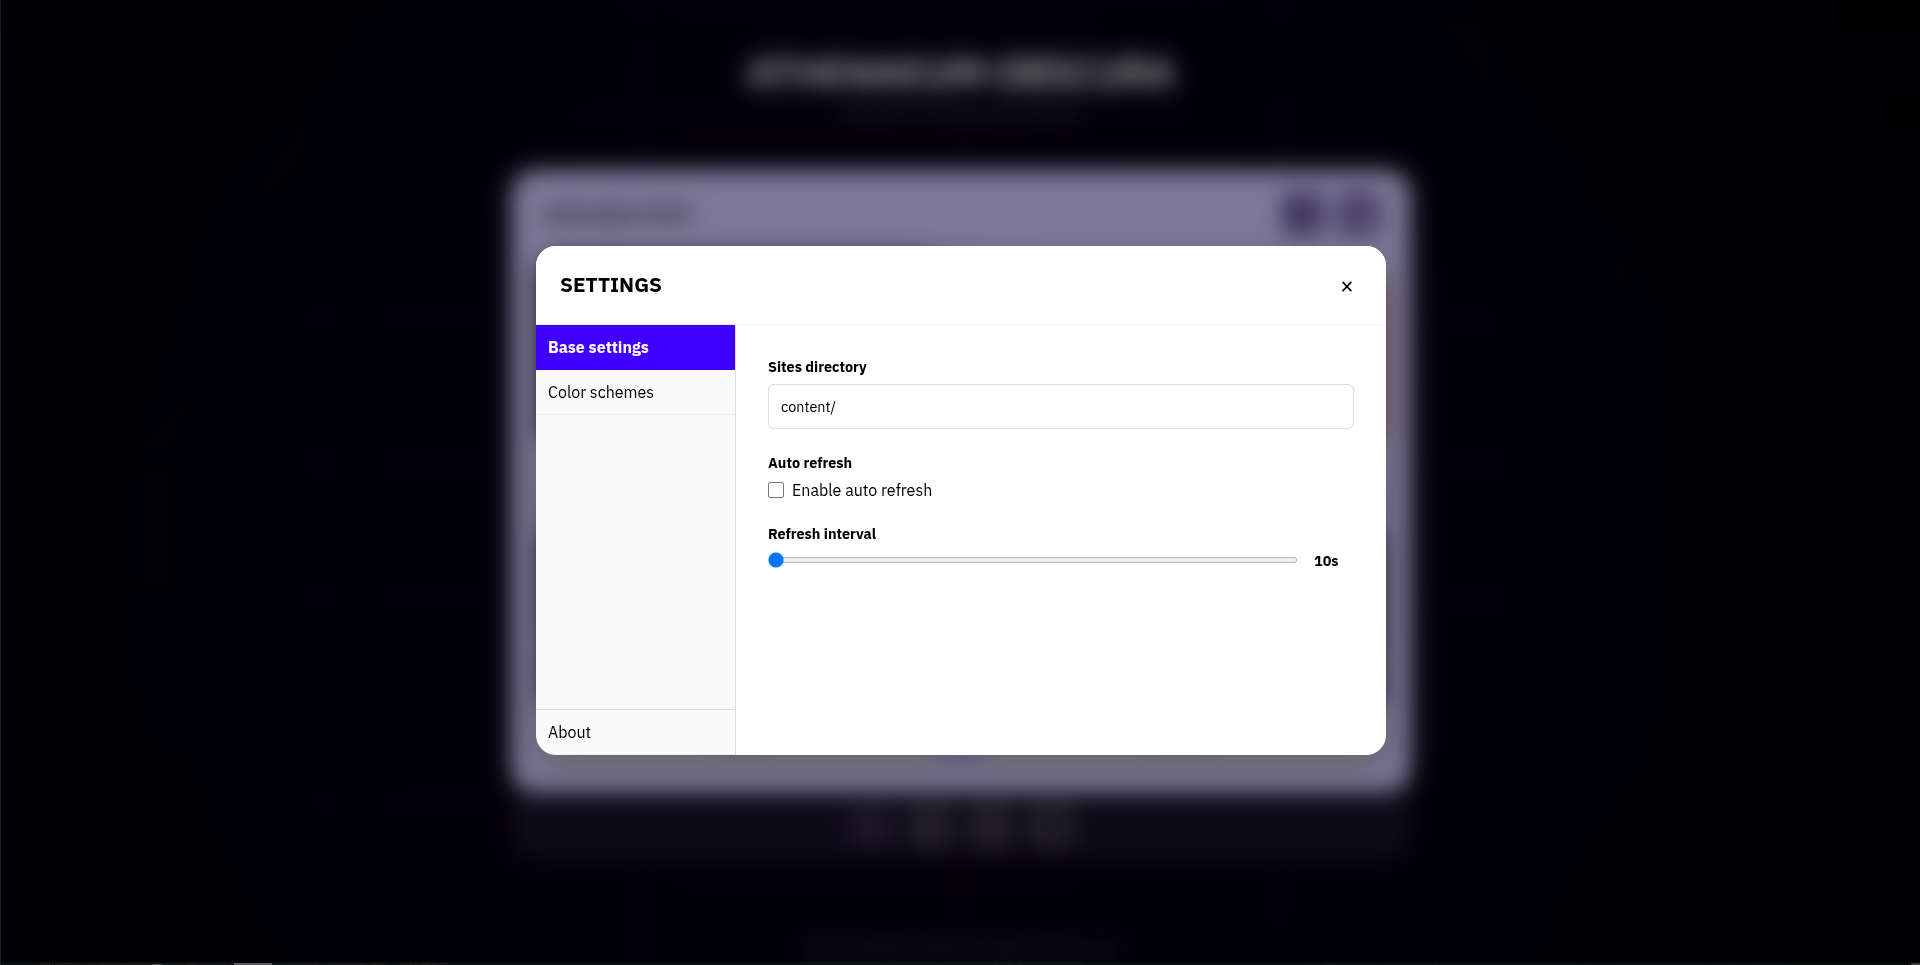 SETTINGS
×
Base settings
Color schemes
About
Sites directory
content/
Auto refresh
Enable auto refresh
Refresh interval
10s